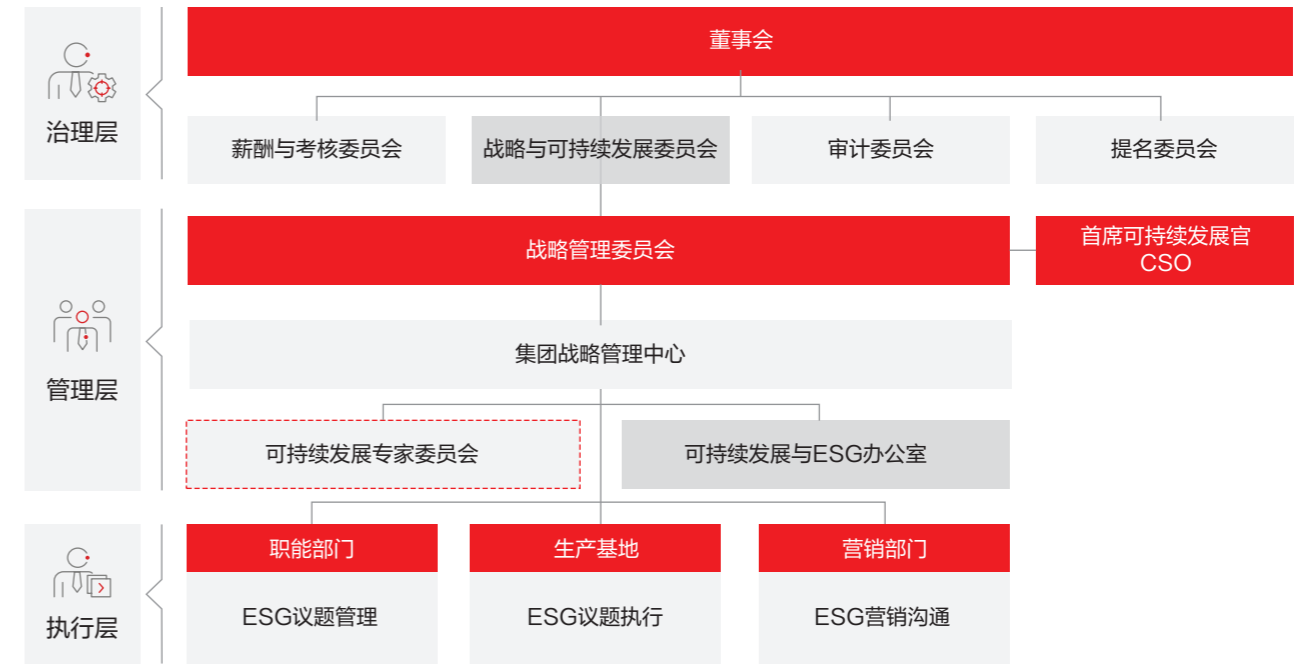 治理层
董事会
薪酬与考核委员会
战略与可持续发展委员会
审计委员会
提名委员会
管理层
战略管理委员会
首席可持续发展官
CSO
集团战略管理中心
可持续发展专家委员会
可持续发展与ESG办公室
执行层
职能部门
生产基地
营销部门
ESG议题管理
ESG议题执行
ESG营销沟通